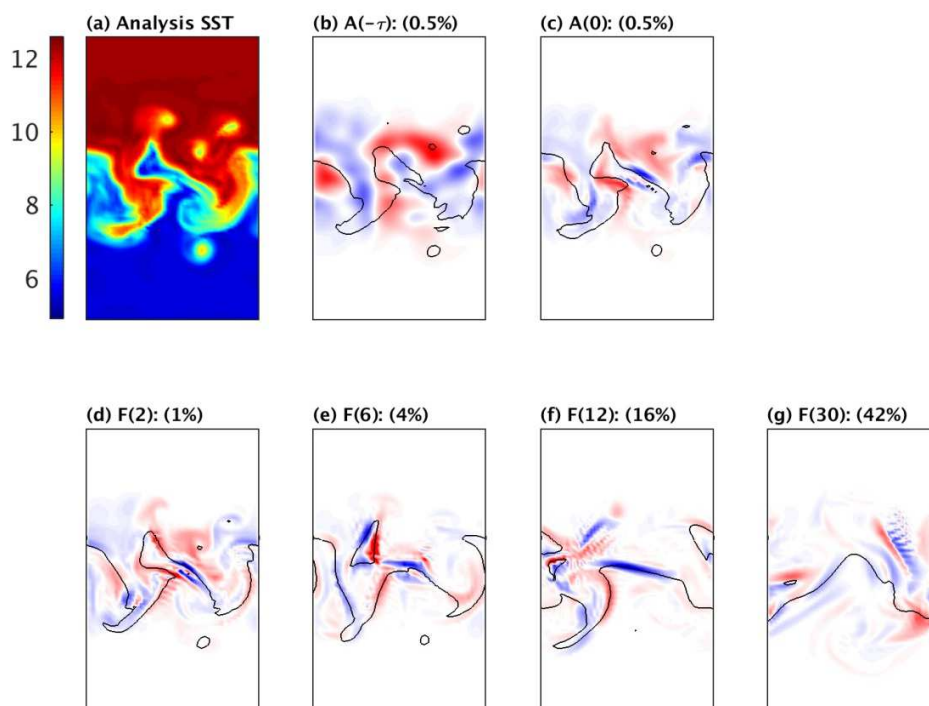 (a) Analysis SST (b) A(-τ): (0.5%) (c) A(0): (0.5%)
12
10
8
6
(d) F(2): (1%) (e) F(6): (4%) (f) F(12): (16%) (g) F(30): (42%)